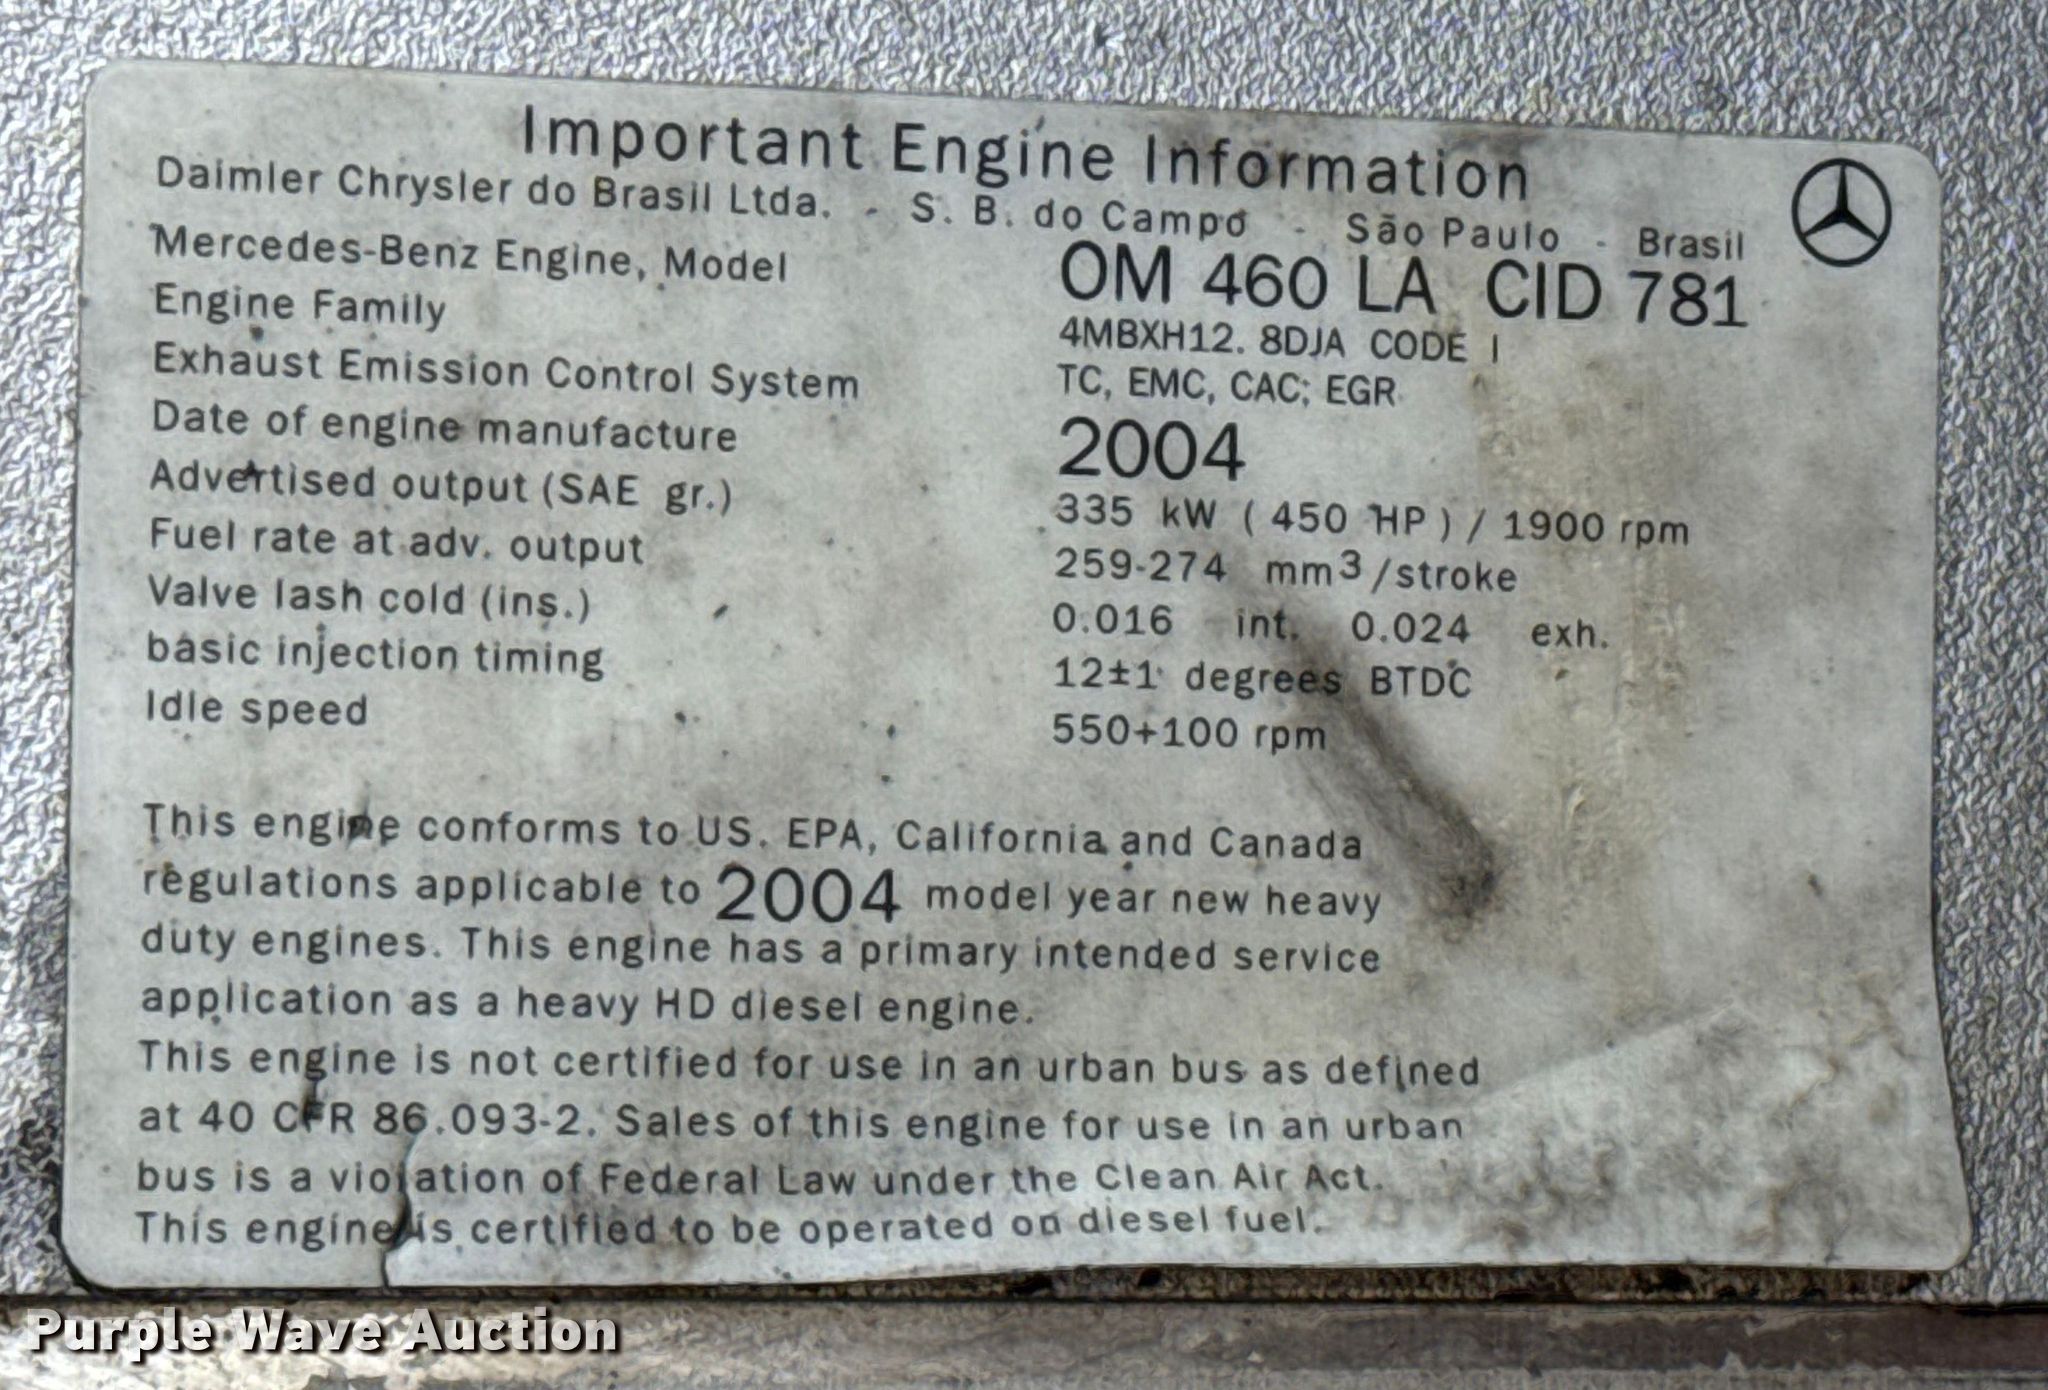 Important Engine Information
Daimler Chrysler do Brasil Ltda. - S. B. do Campo - São Paulo - Brasil
Mercedes-Benz Engine, Model OM 460 LA CID 781
Engine Family 4MBXH12. 8DJA CODE I
Exhaust Emission Control System TC, EMC, CAC; EGR
Date of engine manufacture 2004
Advertised output (SAE gr.) 335 kW ( 450 HP ) / 1900 rpm
Fuel rate at adv. output 259-274 mm3 /stroke
Valve lash cold (ins.) 0.016 int. 0.024 exh.
basic injection timing 12±1 degrees BTDC
Idle speed 550+100 rpm
This engine conforms to US. EPA, California and Canada
regulations applicable to 2004 model year new heavy
duty engines. This engine has a primary intended service
application as a heavy HD diesel engine.
This engine is not certified for use in an urban bus as defined
at 40 CFR 86.093-2. Sales of this engine for use in an urban
bus is a violation of Federal Law under the Clean Air Act.
This engine is certified to be operated on diesel fuel.
Purple Wave Auction